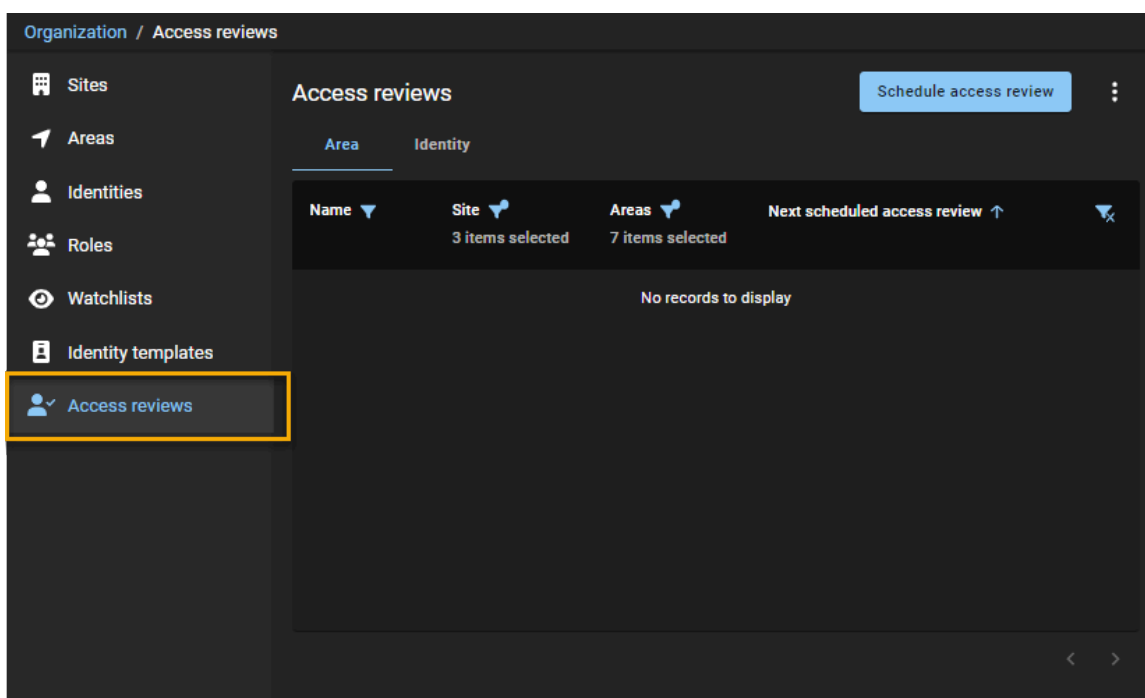 Organization / Access reviews
Sites
Areas
Identities
Roles
Watchlists
Identity templates
Access reviews
Access reviews
Schedule access review
Area Identity
Name Site Areas Next scheduled access review
3 items selected 7 items selected
No records to display